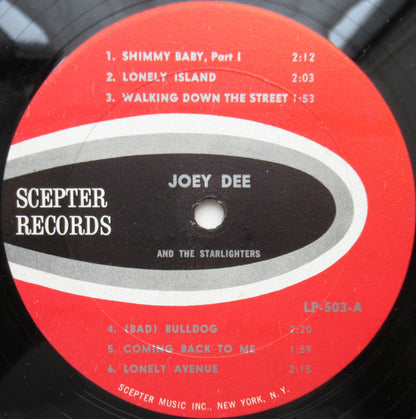 1. SHIMMY BABY, Part I 2:12
2. LONELY ISLAND 2:03
3. WALKING DOWN THE STREET 1:53
JOEY DEE
SCEPTER
RECORDS
AND THE STARLIGHTERS
LP-503-A
4. (BAD) BULLDOG 2:20
5. COMING BACK TO ME 1:59
6. LONELY AVENUE 2:15
SCEPTER MUSIC INC., NEW YORK, N.Y.